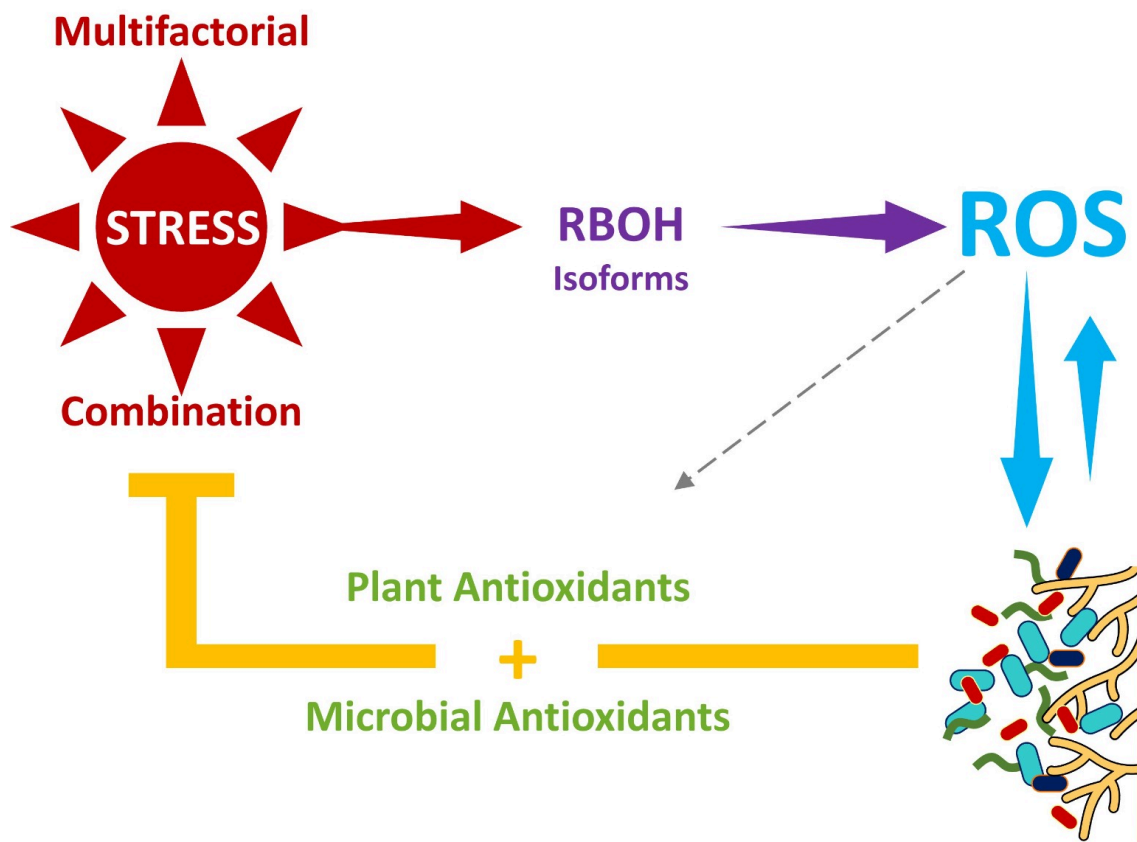 Multifactorial
STRESS
Combination
RBOH
Isoforms
ROS
Plant Antioxidants
+
Microbial Antioxidants